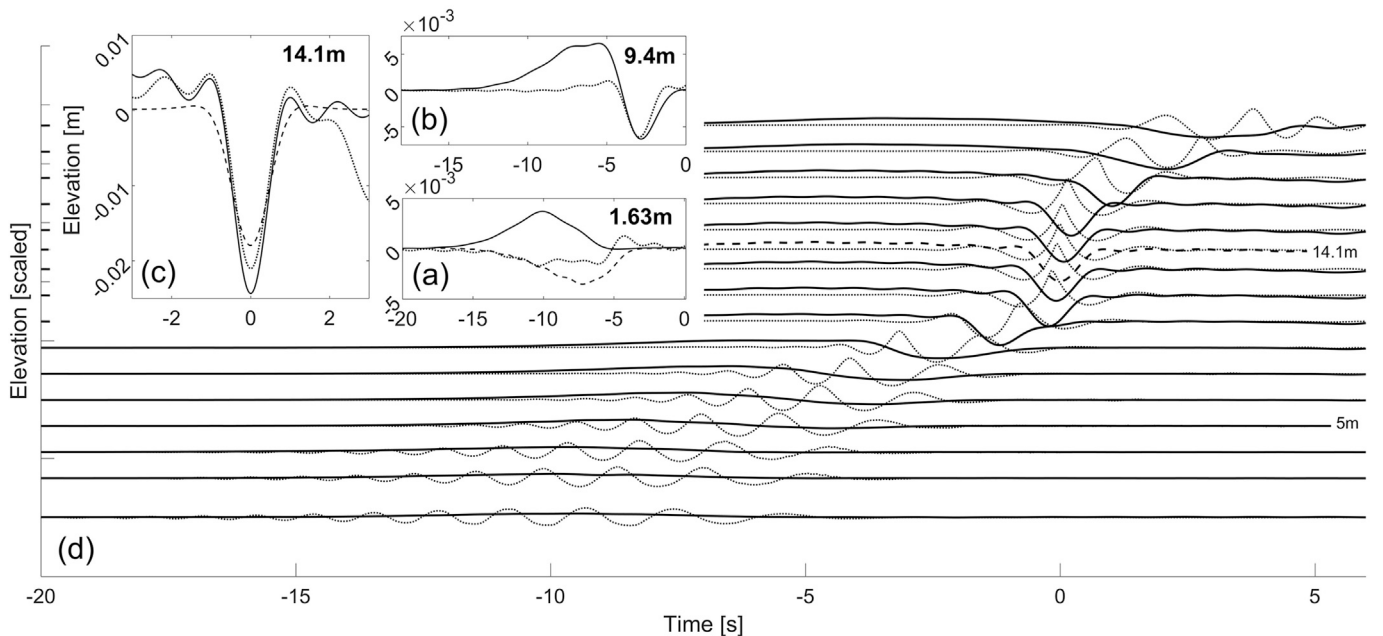 0.01
0
-0.01
-0.02
Elevation [m]
14.1m
(c)
-2
0
2
×10⁻³
5
0
-5
9.4m
(b)
-15
-10
-5
0
×10⁻³
5
0
-5
1.63m
(a)
-20
-15
-10
-5
0
14.1m
5m
Elevation [scaled]
(d)
-20
-15
-10
-5
0
5
Time [s]